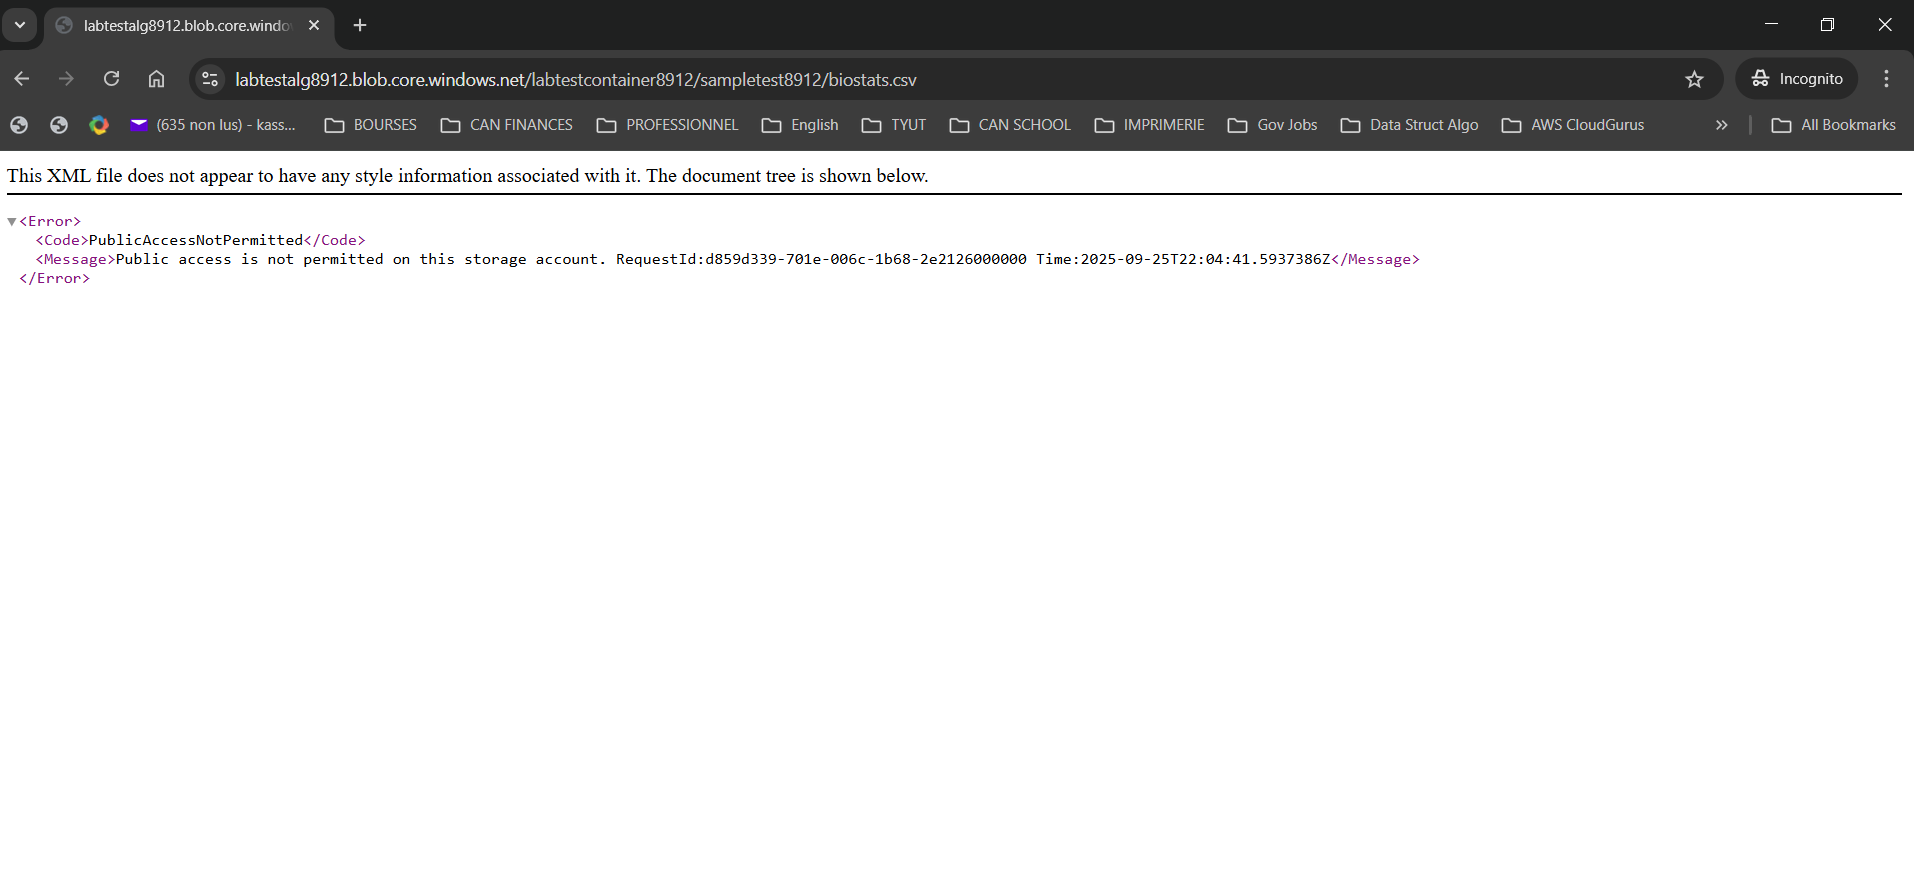 labtestalg8912.blob.core.windo
labtestalg8912.blob.core.windows.net/labtestcontainer8912/sampletest8912/biostats.csv
Incognito
(635 non lus) - kass...
BOURSES
CAN FINANCES
PROFESSIONNEL
English
TYUT
CAN SCHOOL
IMPRIMERIE
Gov Jobs
Data Struct Algo
AWS CloudGurus
All Bookmarks
This XML file does not appear to have any style information associated with it. The document tree is shown below.
<Error>
<Code>PublicAccessNotPermitted</Code>
<Message>Public access is not permitted on this storage account. RequestId:d859d339-701e-006c-1b68-2e2126000000 Time:2025-09-25T22:04:41.5937386Z</Message>
</Error>